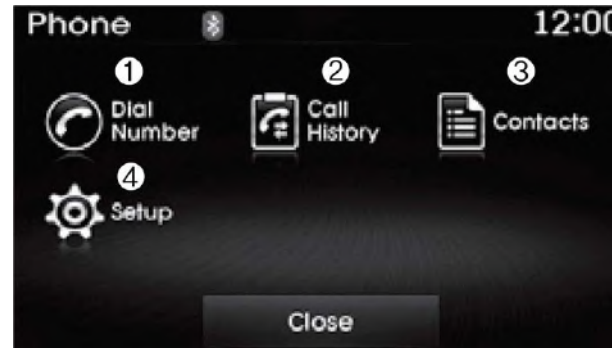 Phone 12:00
① ② ③
Dial Number
Call History
Contacts
④
Setup
Close